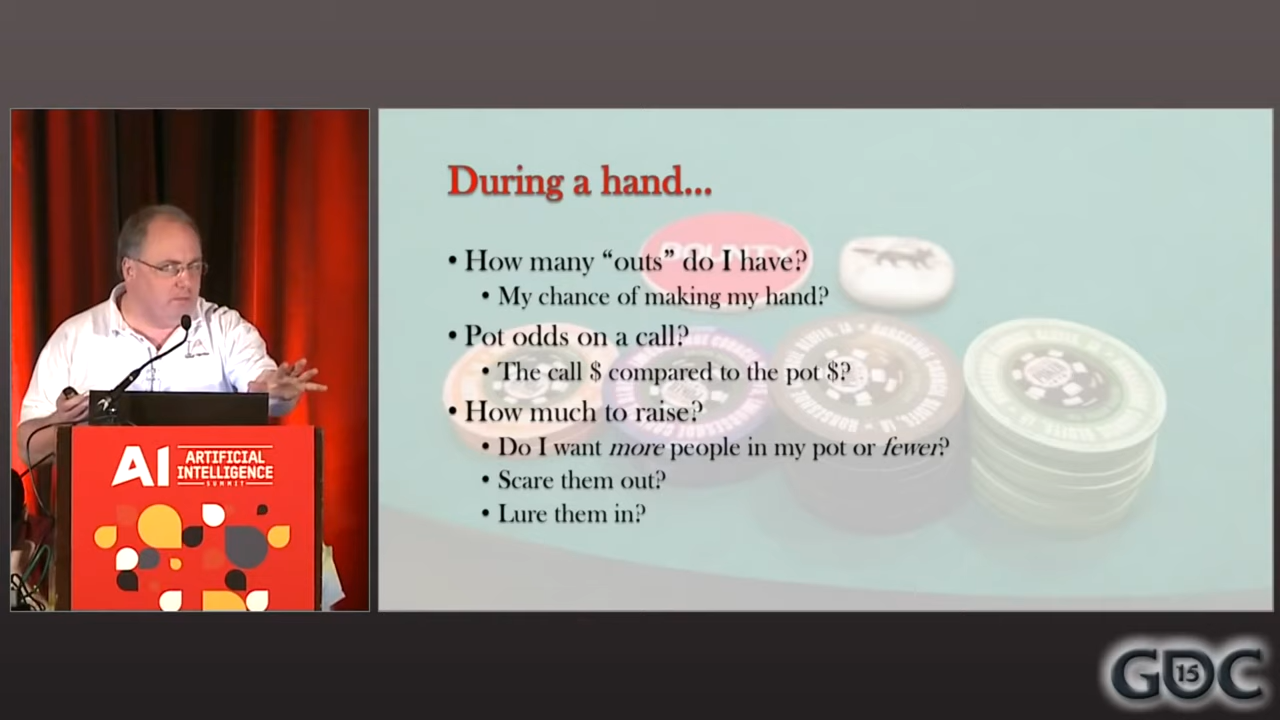 During a hand...
• How many “outs” do I have?
• My chance of making my hand?
• Pot odds on a call?
• The call $ compared to the pot $?
• How much to raise?
• Do I want more people in my pot or fewer?
• Scare them out?
• Lure them in?
BOUNTY
AI
ARTIFICIAL
INTELLIGENCE
SUMMIT
GDC
15